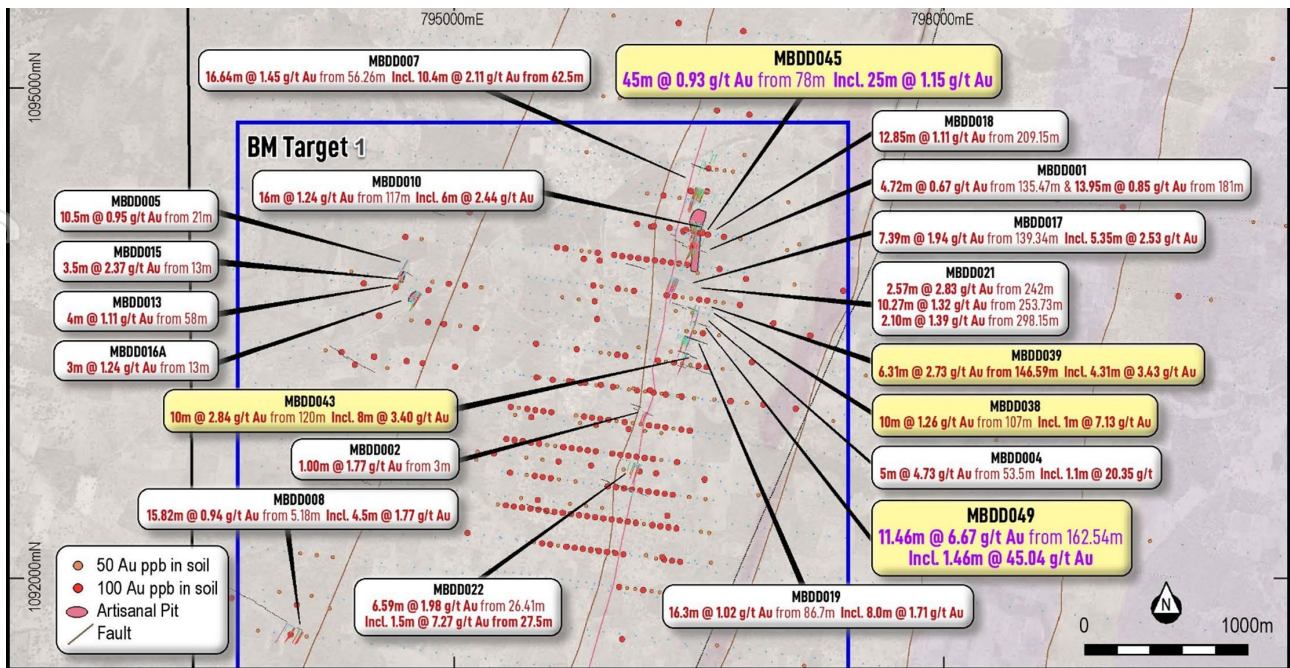 795000mE
798000mE
1095000mN
1092000mN
BM Target 1
MBDD007
16.64m @ 1.45 g/t Au from 56.26m Incl. 10.4m @ 2.11 g/t Au from 62.5m
MBDD045
45m @ 0.93 g/t Au from 78m Incl. 25m @ 1.15 g/t Au
MBDD018
12.85m @ 1.11 g/t Au from 209.15m
MBDD010
16m @ 1.24 g/t Au from 117m Incl. 6m @ 2.44 g/t Au
MBDD001
4.72m @ 0.67 g/t Au from 135.47m & 13.95m @ 0.85 g/t Au from 181m
MBDD005
10.5m @ 0.95 g/t Au from 21m
MBDD017
7.39m @ 1.94 g/t Au from 139.34m Incl. 5.35m @ 2.53 g/t Au
MBDD015
3.5m @ 2.37 g/t Au from 13m
MBDD021
2.57m @ 2.83 g/t Au from 242m
10.27m @ 1.32 g/t Au from 253.73m
2.10m @ 1.39 g/t Au from 298.15m
MBDD013
4m @ 1.11 g/t Au from 58m
MBDD016A
3m @ 1.24 g/t Au from 13m
MBDD039
6.31m @ 2.73 g/t Au from 146.59m Incl. 4.31m @ 3.43 g/t Au
MBDD043
10m @ 2.84 g/t Au from 120m Incl. 8m @ 3.40 g/t Au
MBDD038
10m @ 1.26 g/t Au from 107m Incl. 1m @ 7.13 g/t Au
MBDD002
1.00m @ 1.77 g/t Au from 3m
MBDD004
5m @ 4.73 g/t Au from 53.5m Incl. 1.1m @ 20.35 g/t
MBDD008
15.82m @ 0.94 g/t Au from 5.18m Incl. 4.5m @ 1.77 g/t Au
MBDD049
11.46m @ 6.67 g/t Au from 162.54m
Incl. 1.46m @ 45.04 g/t Au
MBDD022
6.59m @ 1.98 g/t Au from 26.41m
Incl. 1.5m @ 7.27 g/t Au from 27.5m
MBDD019
16.3m @ 1.02 g/t Au from 86.7m Incl. 8.0m @ 1.71 g/t Au
50 Au ppb in soil
100 Au ppb in soil
Artisanal Pit
Fault
N
0
1000m